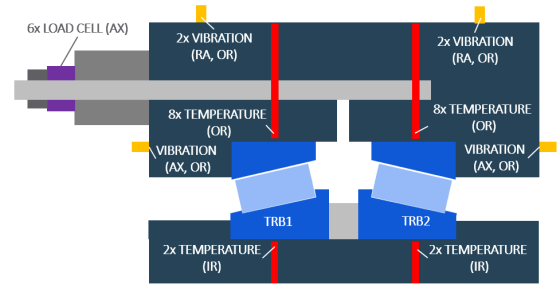 6x LOAD CELL (AX)
2x VIBRATION
(RA, OR)
2x VIBRATION
(RA, OR)
8x TEMPERATURE
(OR)
8x TEMPERATURE
(OR)
VIBRATION
(AX, OR)
VIBRATION
(AX, OR)
TRB1
TRB2
2x TEMPERATURE
(IR)
2x TEMPERATURE
(IR)